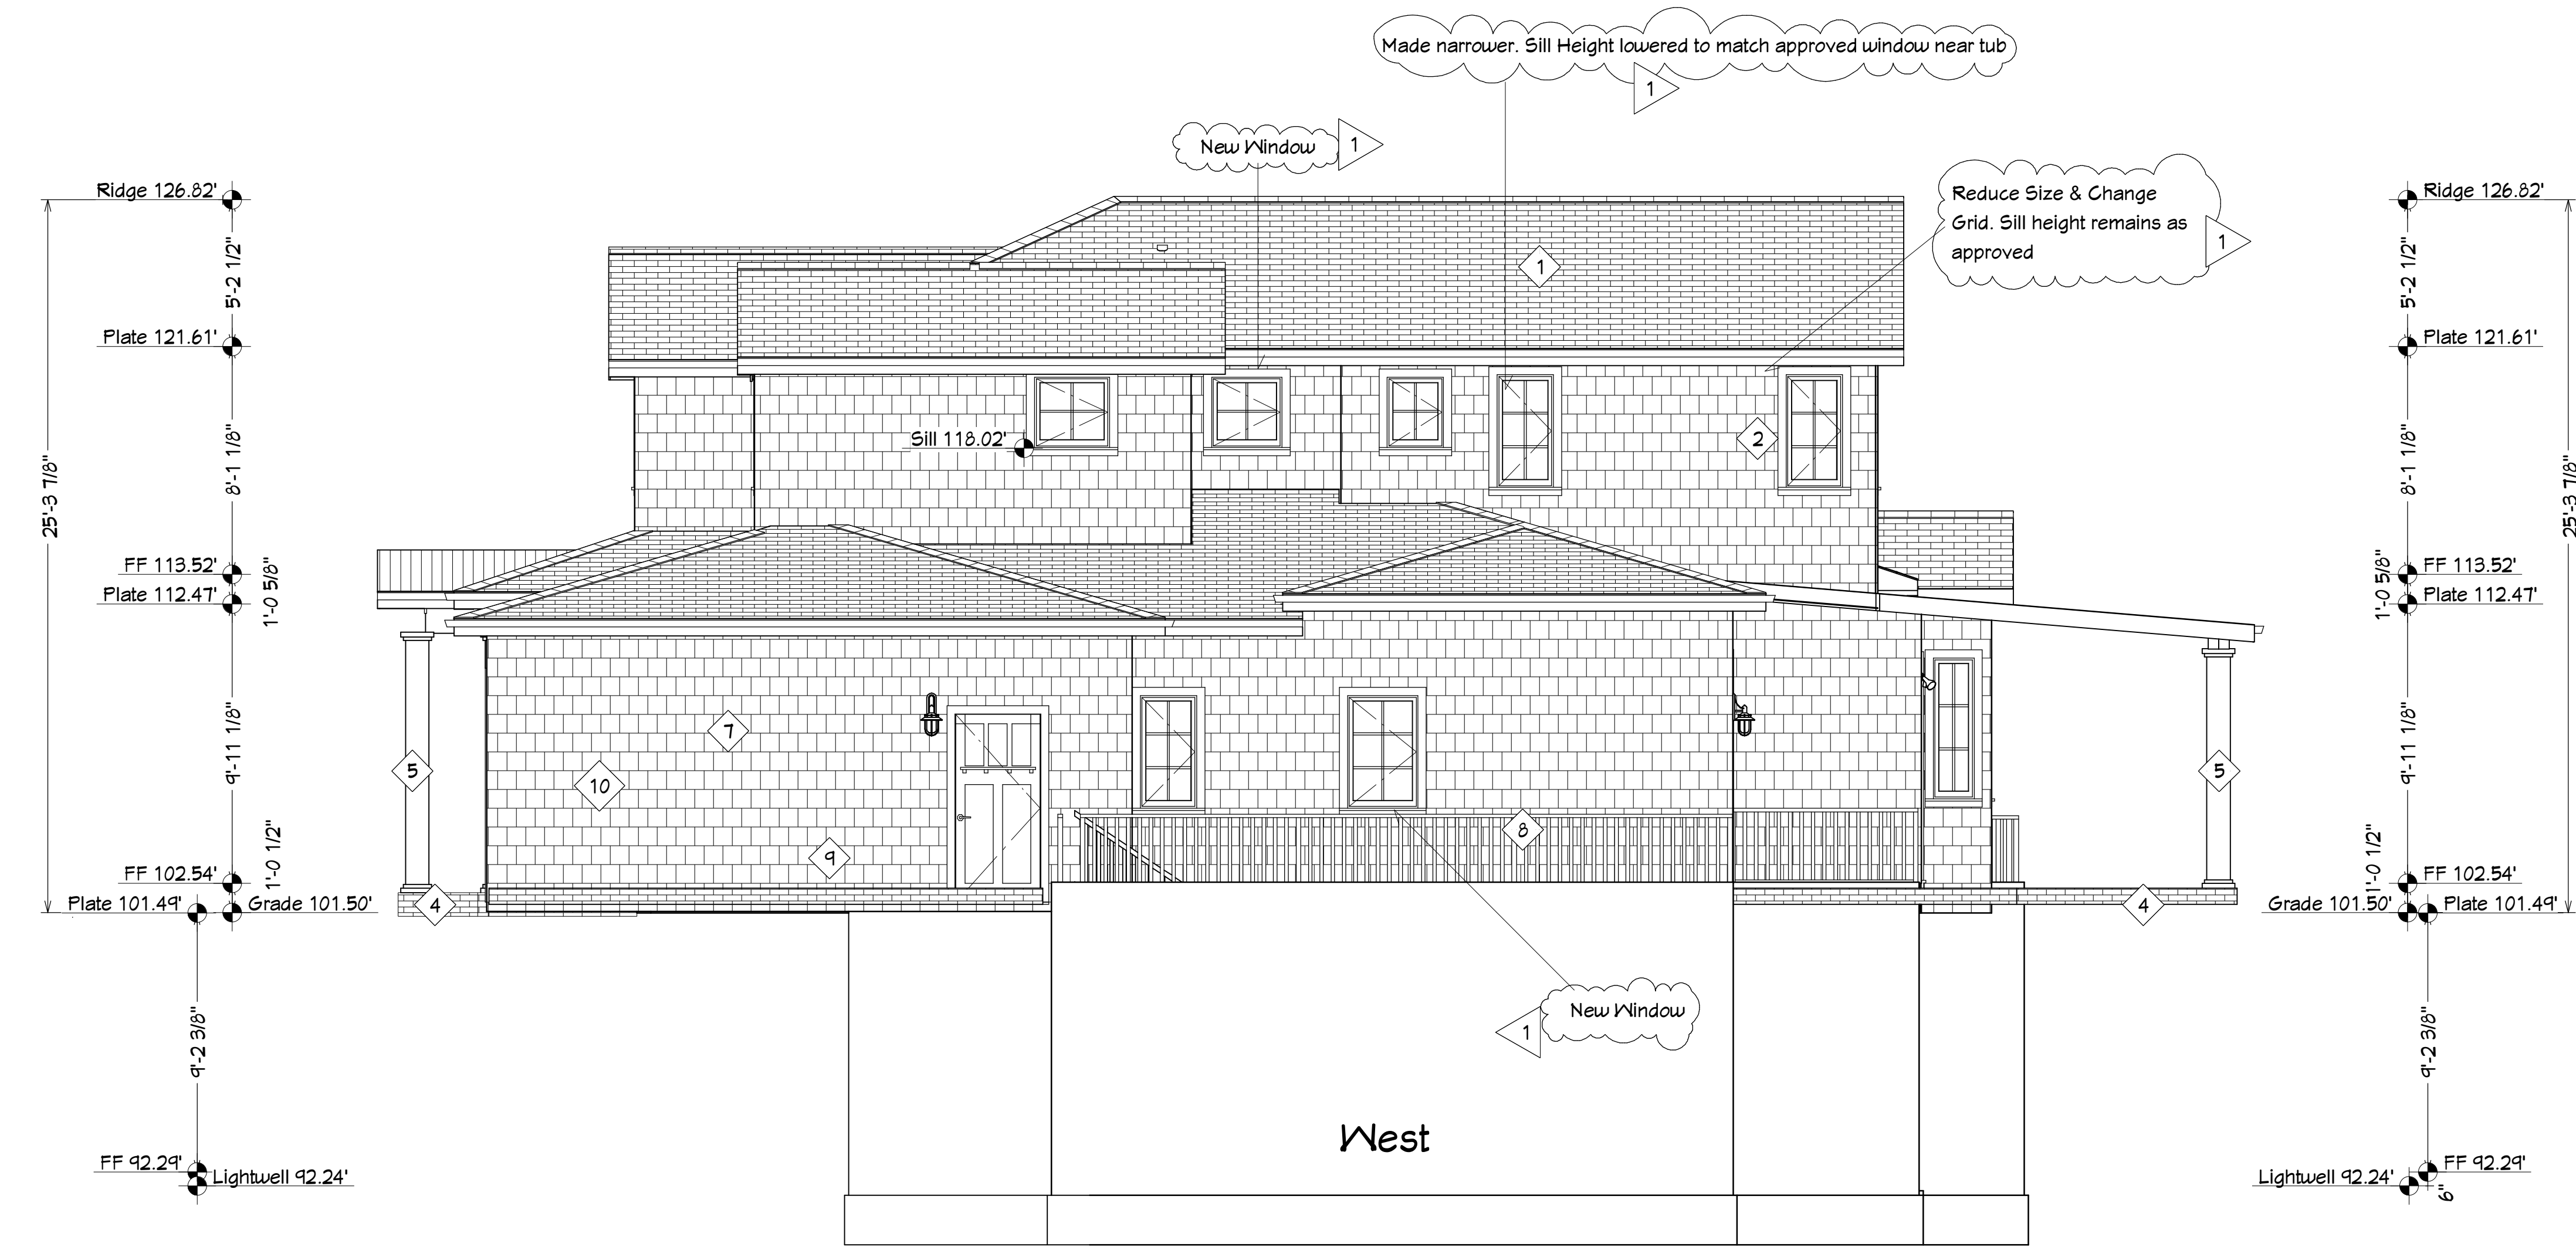 Made narrower. Sill Height lowered to match approved window near tub
1
New Window
1
Reduce Size & Change
Grid. Sill height remains as
approved
1
Ridge 126.82'
5'-2 1/2"
Plate 121.61'
8'-1 1/8"
25'-3 7/8"
FF 113.52'
Plate 112.47'
1'-0 5/8"
9'-11 1/8"
FF 102.54'
1'-0 1/2"
Plate 101.49'
Grade 101.50'
9'-2 3/8"
FF 92.29'
Lightwell 92.24'
1
2
Sill 118.02'
7
10
9
8
5
4
5
4
New Window
1
West
Ridge 126.82'
5'-2 1/2"
Plate 121.61'
8'-1 1/8"
25'-3 7/8"
FF 113.52'
Plate 112.47'
1'-0 5/8"
9'-11 1/8"
FF 102.54'
1'-0 1/2"
Grade 101.50'
Plate 101.49'
9'-2 3/8"
FF 92.29'
Lightwell 92.24'
6"